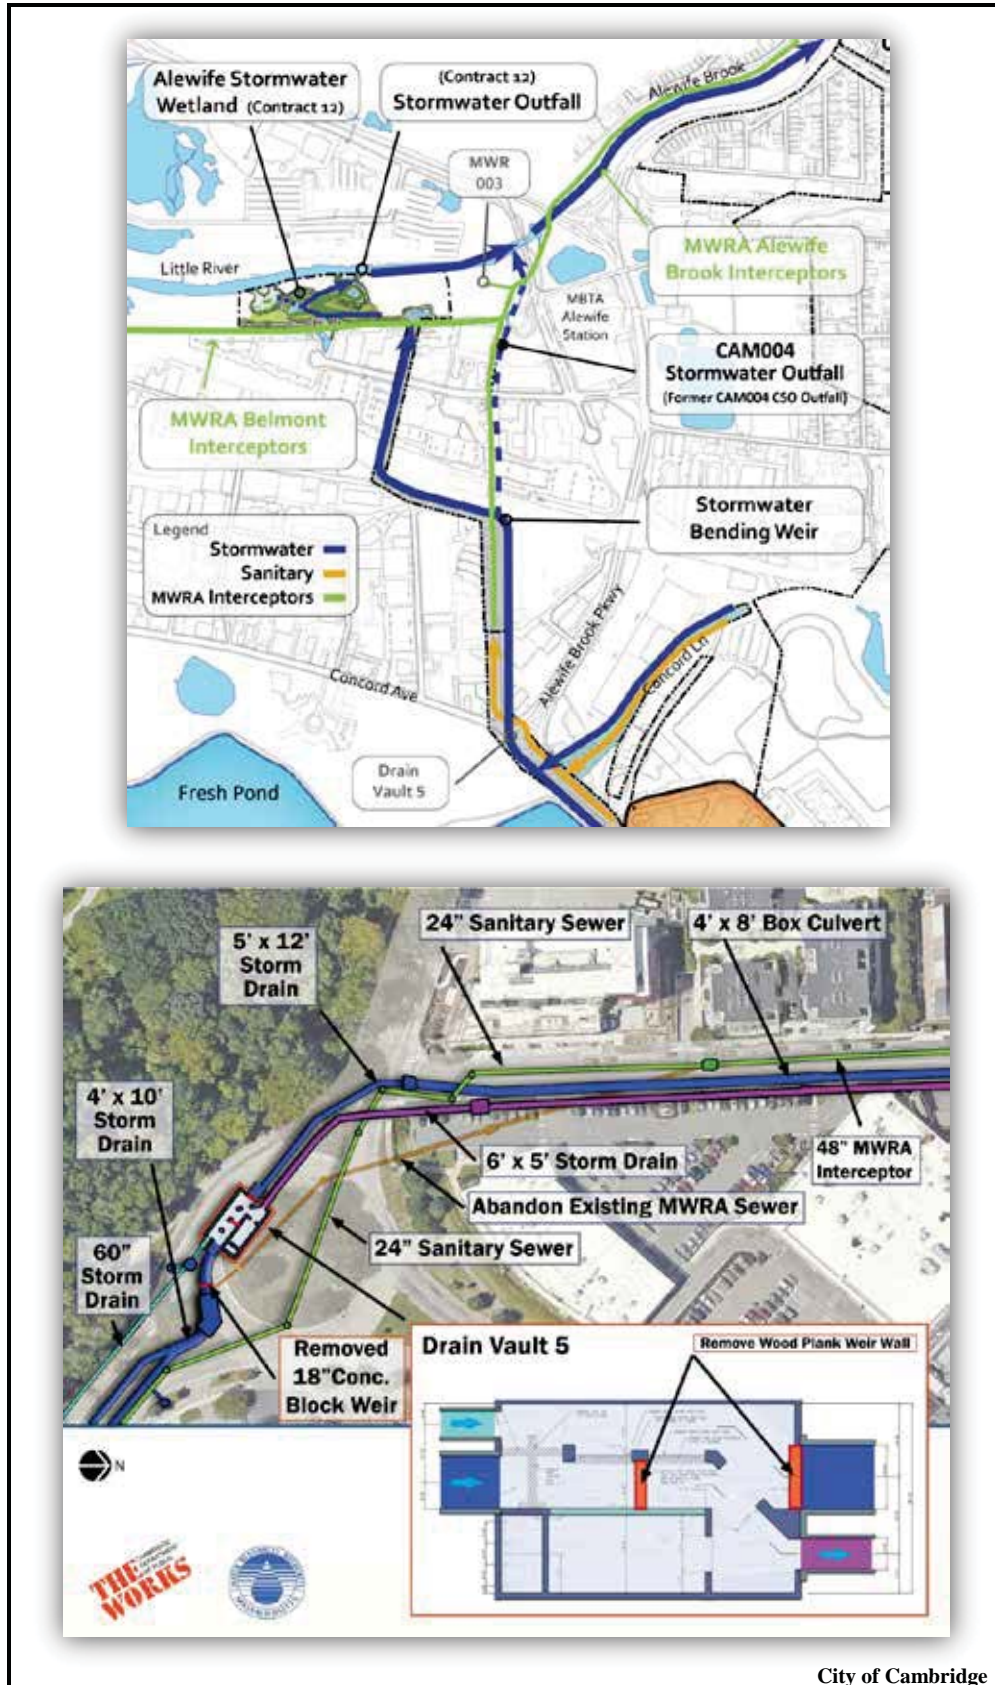 Alewife Stormwater
Wetland (Contract 12)
(Contract 12)
Stormwater Outfall
Alewife Brook
MWR
003
MWRA Alewife
Brook Interceptors
Little River
MBTA
Alewife
Station
CAM004
Stormwater Outfall
(Former CAM004 CSO Outfall)
MWRA Belmont
Interceptors
Stormwater
Bending Weir
Legend
Stormwater
Sanitary
MWRA Interceptors
Alewife Brook Pkwy
Concord Ln
Concord Ave
Drain
Vault 5
Fresh Pond
5' x 12'
Storm
Drain
24" Sanitary Sewer
4' x 8' Box Culvert
4' x 10'
Storm
Drain
6' x 5' Storm Drain
48" MWRA
Interceptor
Abandon Existing MWRA Sewer
24" Sanitary Sewer
60"
Storm
Drain
Removed
18"Conc.
Block Weir
Drain Vault 5
Remove Wood Plank Weir Wall
N
THE
WORKS
City of Cambridge